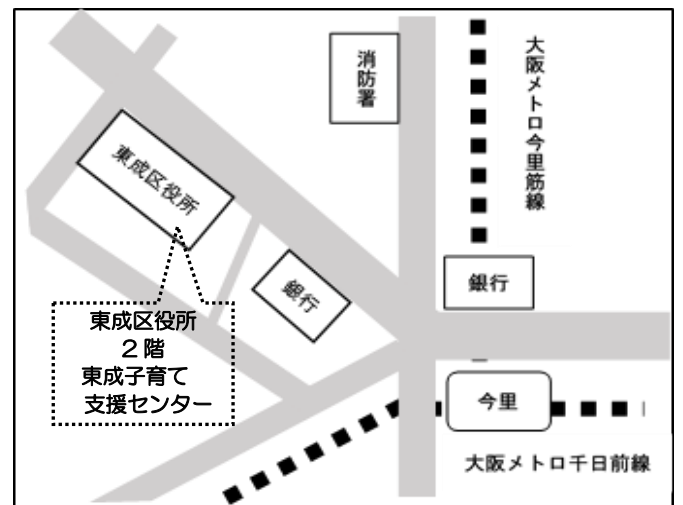 消防署
大阪メトロ今里筋線
東成区役所
銀行
銀行
東成区役所
２階
東成子育て
支援センター
今里
大阪メトロ千日前線